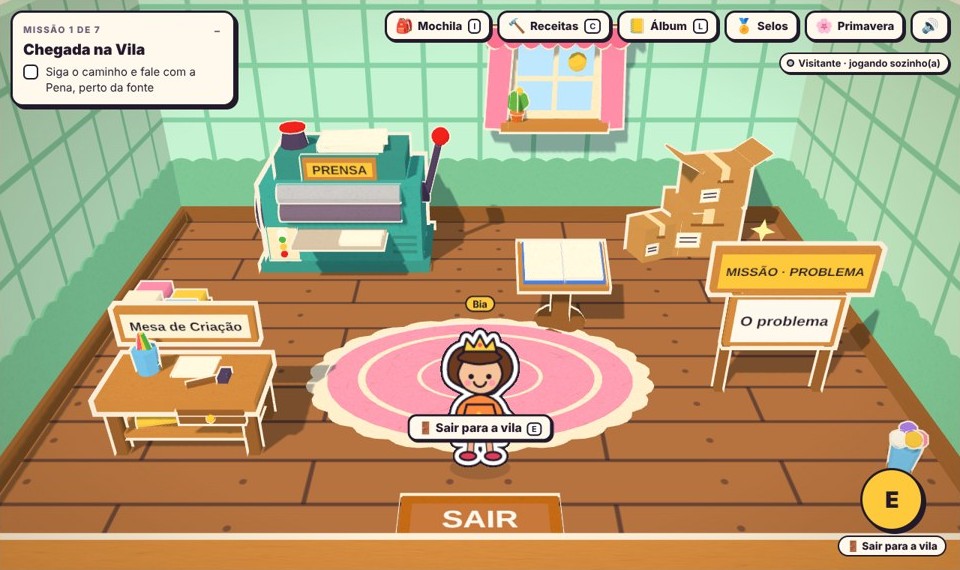 MISSÃO 1 DE 7
Chegada na Vila
Siga o caminho e fale com a
Pena, perto da fonte
Mochila I
Receitas C
Álbum L
Selos
Primavera
Visitante · jogando sozinho(a)
PRENSA
MISSÃO · PROBLEMA
O problema
Mesa de Criação
Bia
Sair para a vila E
E
Sair para a vila
SAIR